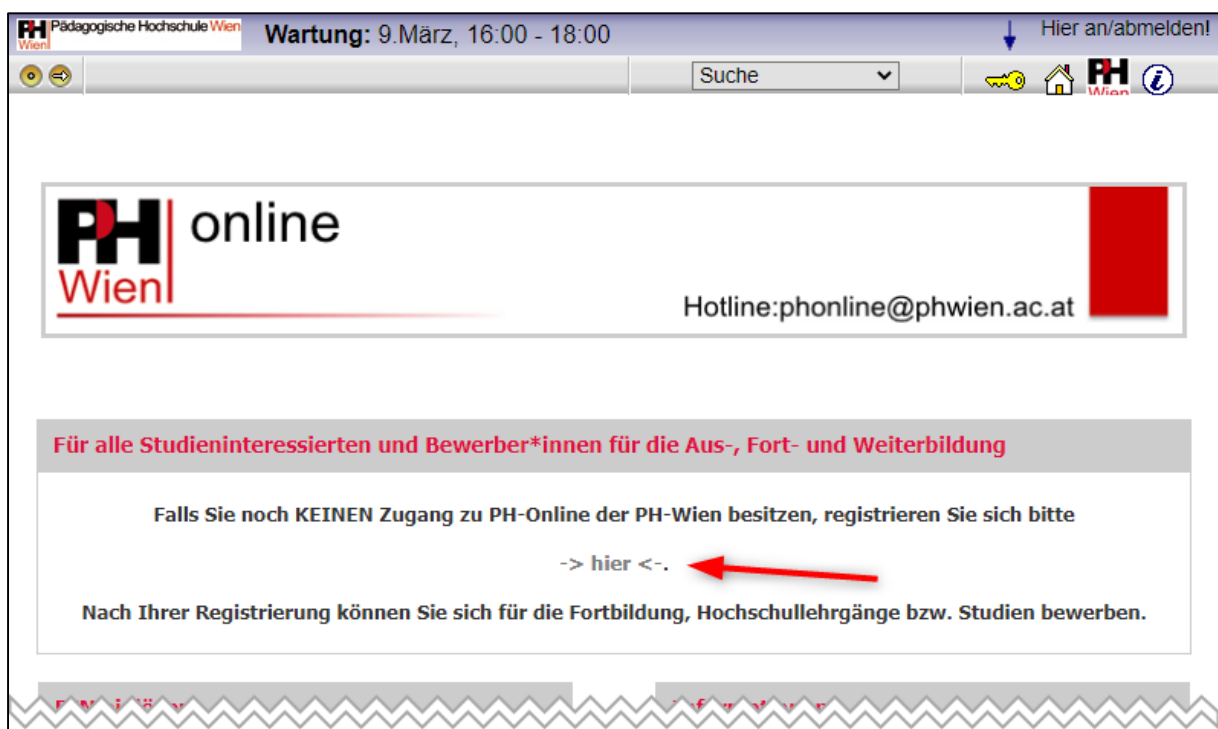 PH Wien Pädagogische Hochschule Wien
Wartung: 9.März, 16:00 - 18:00
Hier an/abmelden!
Suche
PH Wien
PH Wien online
Hotline:phonline@phwien.ac.at
Für alle Studieninteressierten und Bewerber*innen für die Aus-, Fort- und Weiterbildung
Falls Sie noch KEINEN Zugang zu PH-Online der PH-Wien besitzen, registrieren Sie sich bitte
-> hier <-.
Nach Ihrer Registrierung können Sie sich für die Fortbildung, Hochschullehrgänge bzw. Studien bewerben.